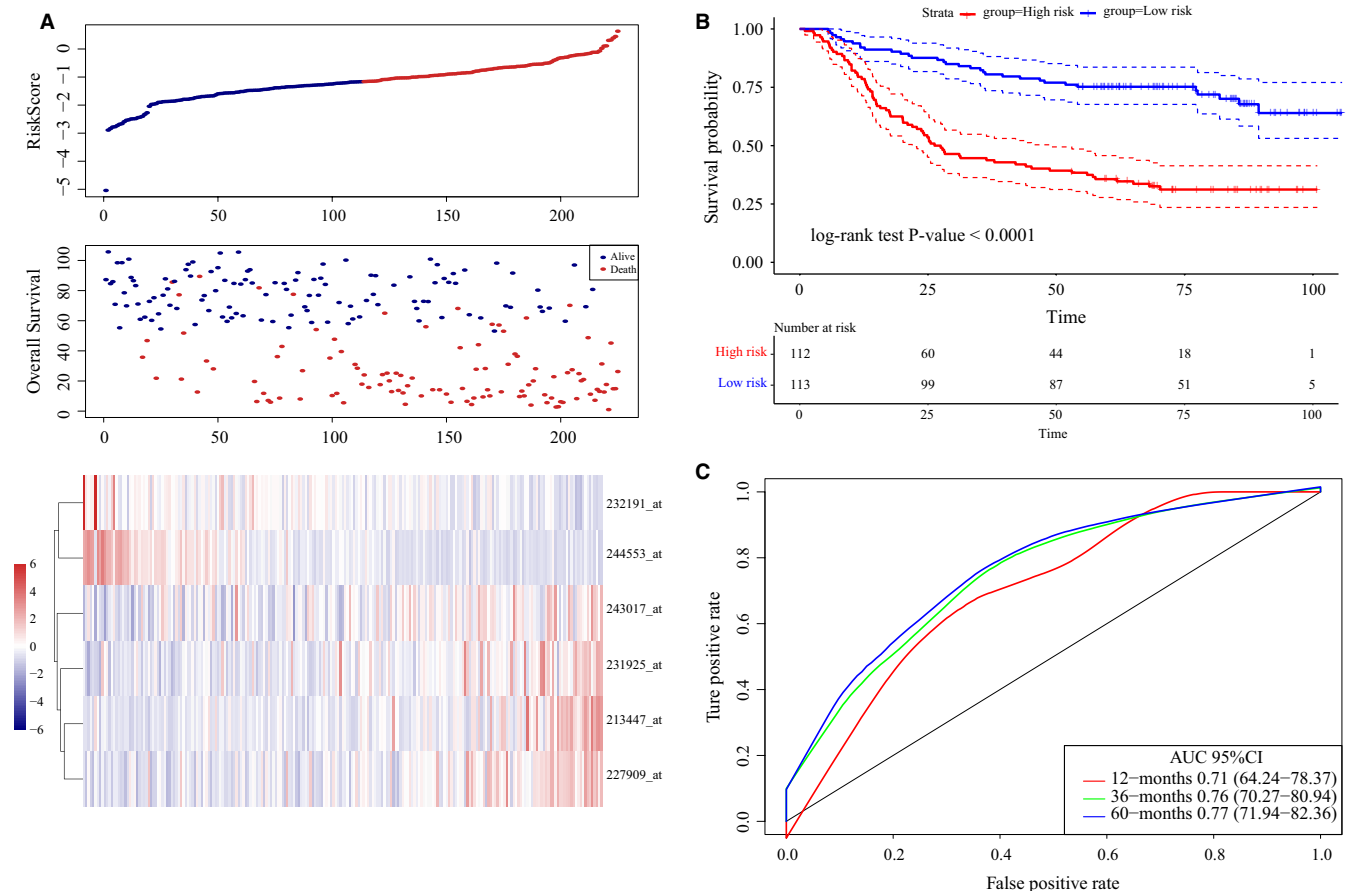 A
RiskScore
0
−1
−2
−3
−4
−5
0 50 100 150 200
Overall Survival
100
80
60
40
20
0
Alive
Death
0 50 100 150 200
6
4
2
0
−2
−4
−6
232191_at
244553_at
243017_at
231925_at
213447_at
227909_at
B
Strata group=High risk group=Low risk
Survival probability
1.00
0.75
0.50
0.25
0.00
log-rank test P-value < 0.0001
0 25 50 75 100
Time
Number at risk
High risk 112 60 44 18 1
Low risk 113 99 87 51 5
0 25 50 75 100
Time
C
Ture positive rate
1.0
0.8
0.6
0.4
0.2
0.0
AUC 95%CI
12−months 0.71 (64.24−78.37)
36−months 0.76 (70.27−80.94)
60−months 0.77 (71.94−82.36)
0.0 0.2 0.4 0.6 0.8 1.0
False positive rate